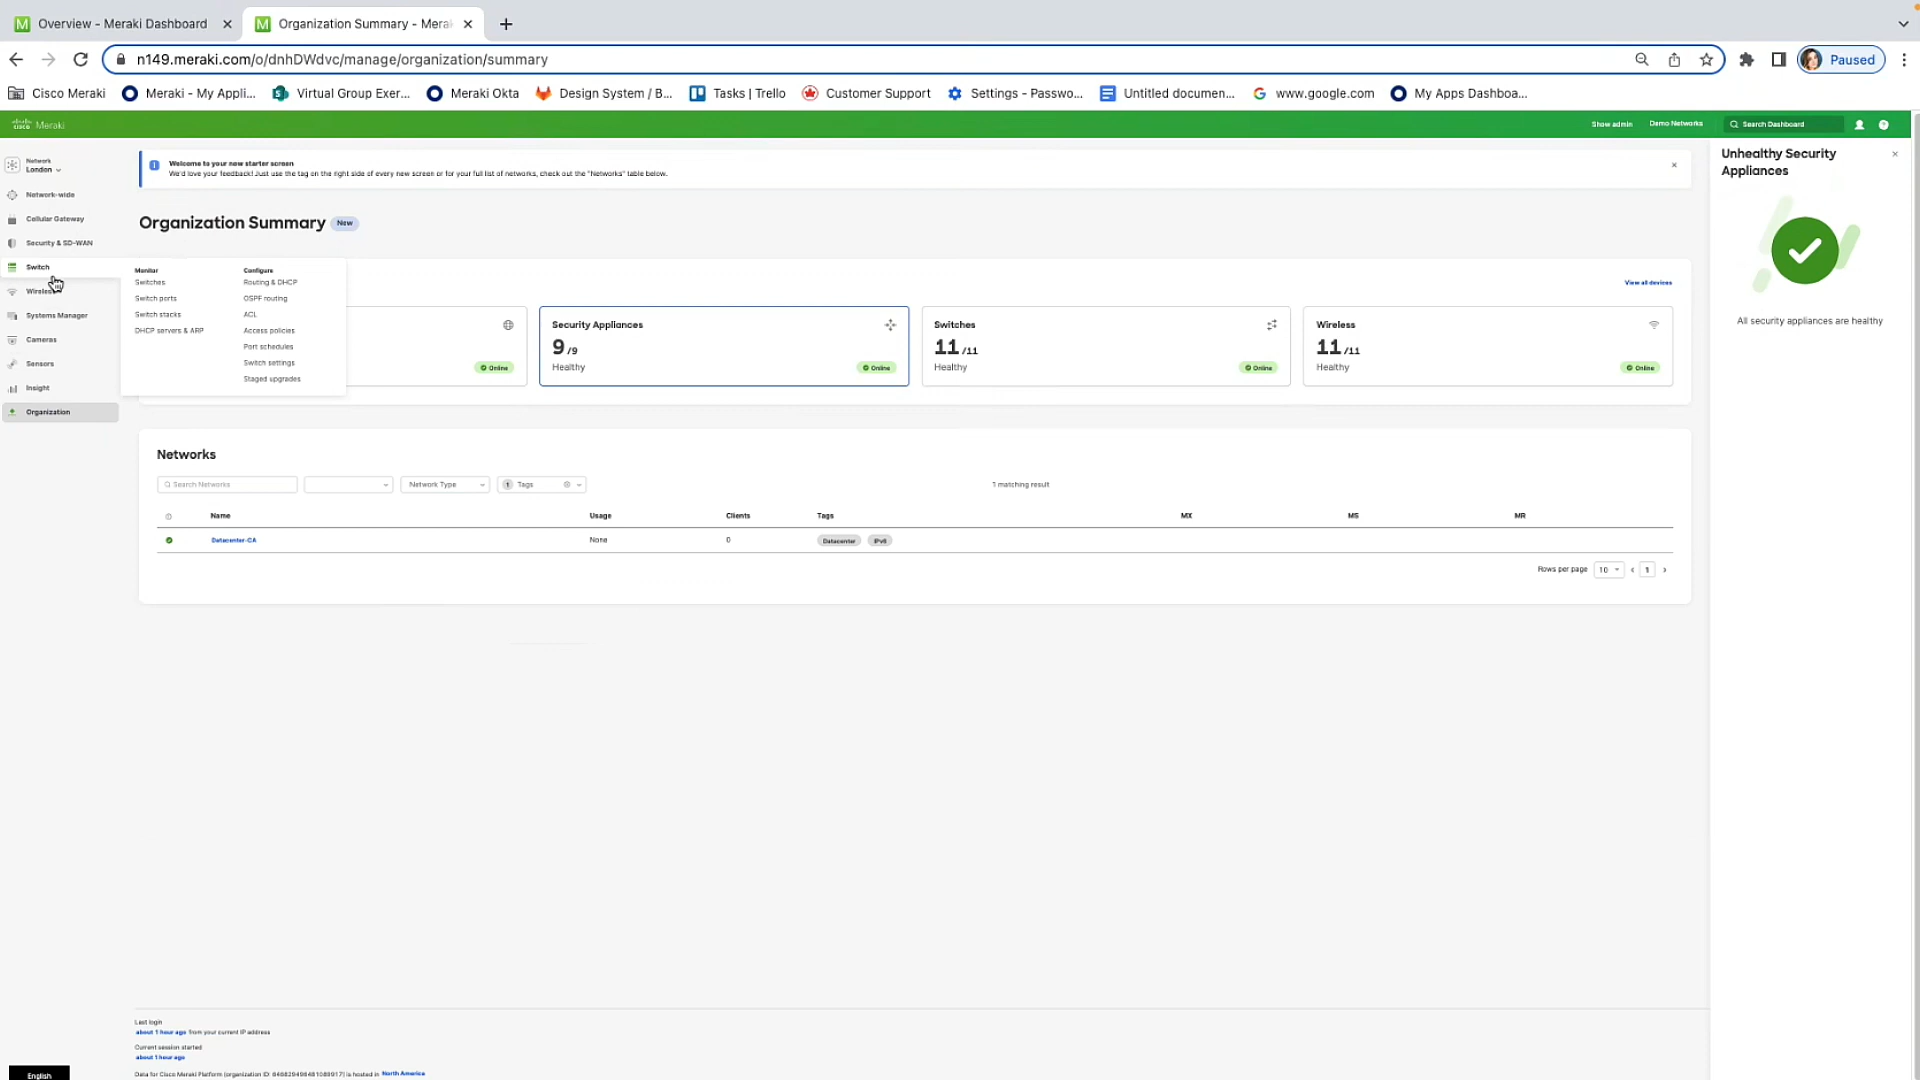 Overview - Meraki Dashboard
Organization Summary - Mera
n149.meraki.com/o/dnhDWdvc/manage/organization/summary
Paused
Cisco Meraki
Meraki - My Appli...
Virtual Group Exer...
Meraki Okta
Design System / B...
Tasks | Trello
Customer Support
Settings - Passwo...
Untitled documen...
www.google.com
My Apps Dashboa...
CISCO Meraki
Show admin
Demo Networks
Search Dashboard
Network
London
Network-wide
Cellular Gateway
Security & SD-WAN
Switch
Wireless
Systems Manager
Cameras
Sensors
Insight
Organization
Welcome to your new starter screen
We'd love your feedback! Just use the tag on the right side of every new screen or for your full list of networks, check out the "Networks" table below.
Organization Summary New
Monitor
Switches
Switch ports
Switch stacks
DHCP servers & ARP
Configure
Routing & DHCP
OSPF routing
ACL
Access policies
Port schedules
Switch settings
Staged upgrades
View all devices
Online
Security Appliances
9 /9
Healthy
Online
Switches
11 /11
Healthy
Online
Wireless
11 /11
Healthy
Online
Networks
Search Networks
Network Type
1 Tags
1 matching result
Name Usage Clients Tags MX MS MR
Datacenter-CA None 0 Datacenter IPv6
Rows per page 10 1
Unhealthy Security Appliances
All security appliances are healthy
Last login
about 1 hour ago from your current IP address
Current session started
about 1 hour ago
Data for Cisco Meraki Platform (organization ID: is hosted in North America
English